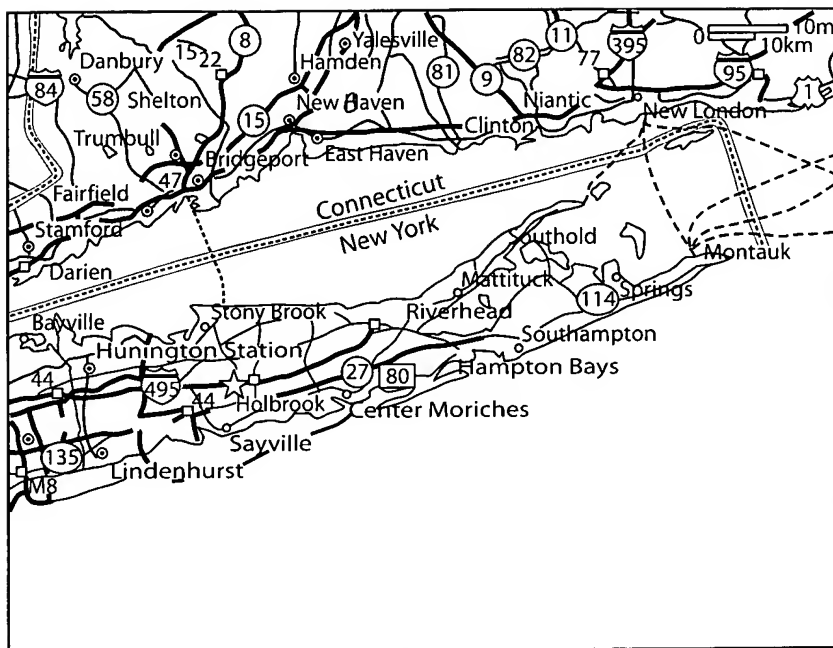 8
Yalesville
11
395
0
10m
10km
Danbury
15
22
Hamden
82
77
84
81
9
95
58
Shelton
Niantic
1
New Haven
New London
15
Trumbull
Clinton
Bridgeport
East Haven
47
Fairfield
Connecticut
Stamford
New York
outhold
Darien
Montauk
Mattituck
Springs
114
Stony Brook
Riverhead
Bayville
Southampton
Hunington Station
27
80
Hampton Bays
44
495
44
Holbrook
Center Moriches
Sayville
135
Lindenhurst
M8